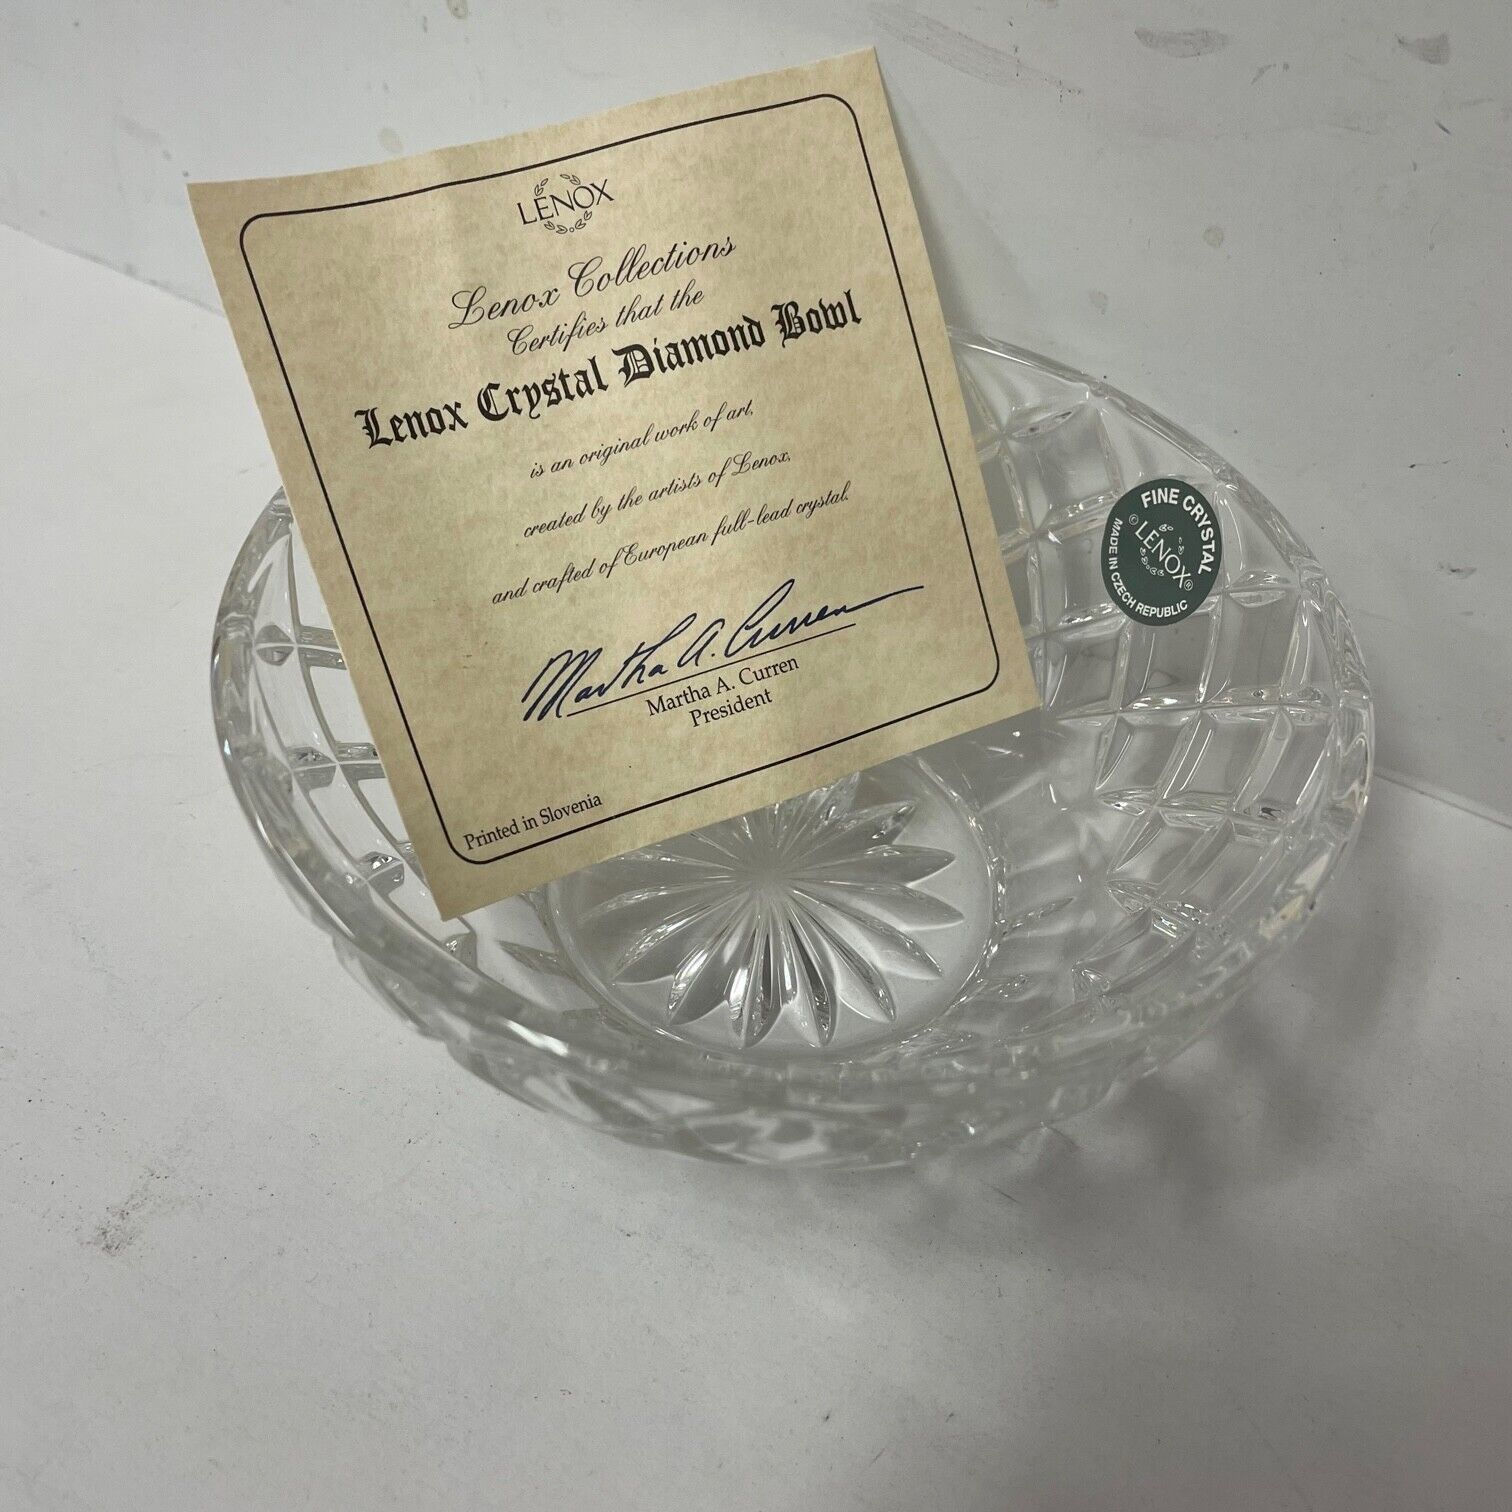 LENOX
Lenox Collections
Certifies that the
Lenox Crystal Diamond Bowl
is an original work of art,
created by the artists of Lenox,
and crafted of European full-lead crystal.
Martha A. Curren
Martha A. Curren
President
Printed in Slovenia
FINE CRYSTAL
© LENOX®
MADE IN CZECH REPUBLIC